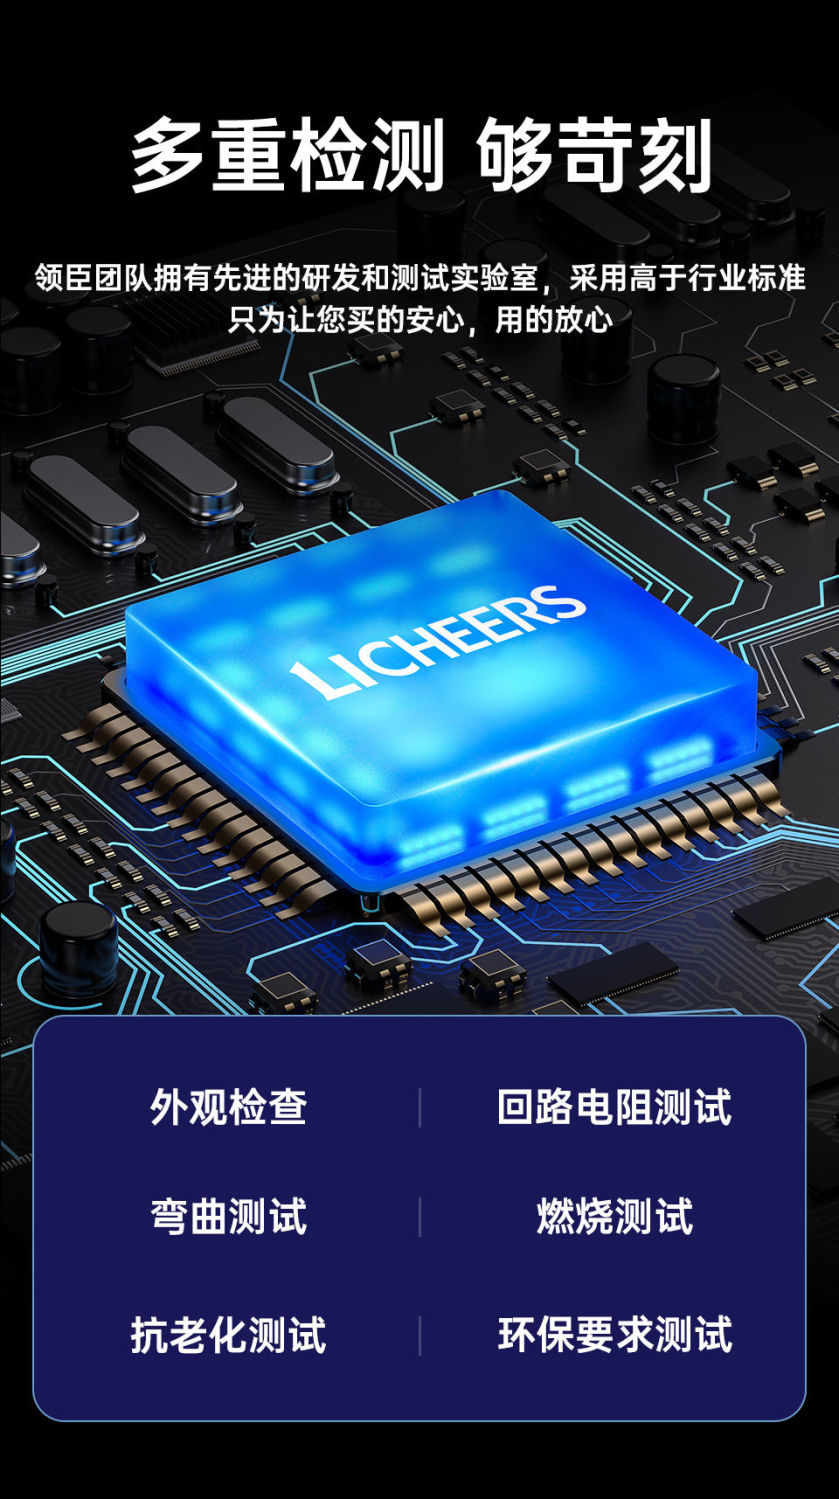 多重检测 够苛刻
领臣团队拥有先进的研发和测试实验室，采用高于行业标准
只为让您买的安心，用的放心
LICHEERS
外观检查
回路电阻测试
弯曲测试
燃烧测试
抗老化测试
环保要求测试